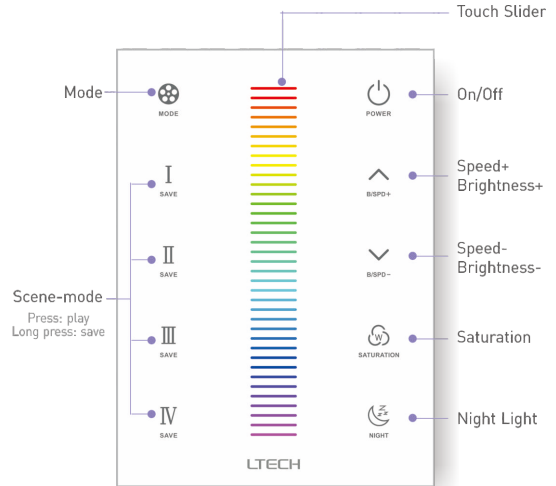 Touch Slider
Mode
MODE
POWER
On/Off
I
SAVE
B/SPD+
Speed+
Brightness+
II
SAVE
B/SPD−
Speed-
Brightness-
Scene-mode
Press: play
Long press: save
III
SAVE
W
SATURATION
Saturation
IV
SAVE
Z
Z
Z
NIGHT
Night Light
LTECH